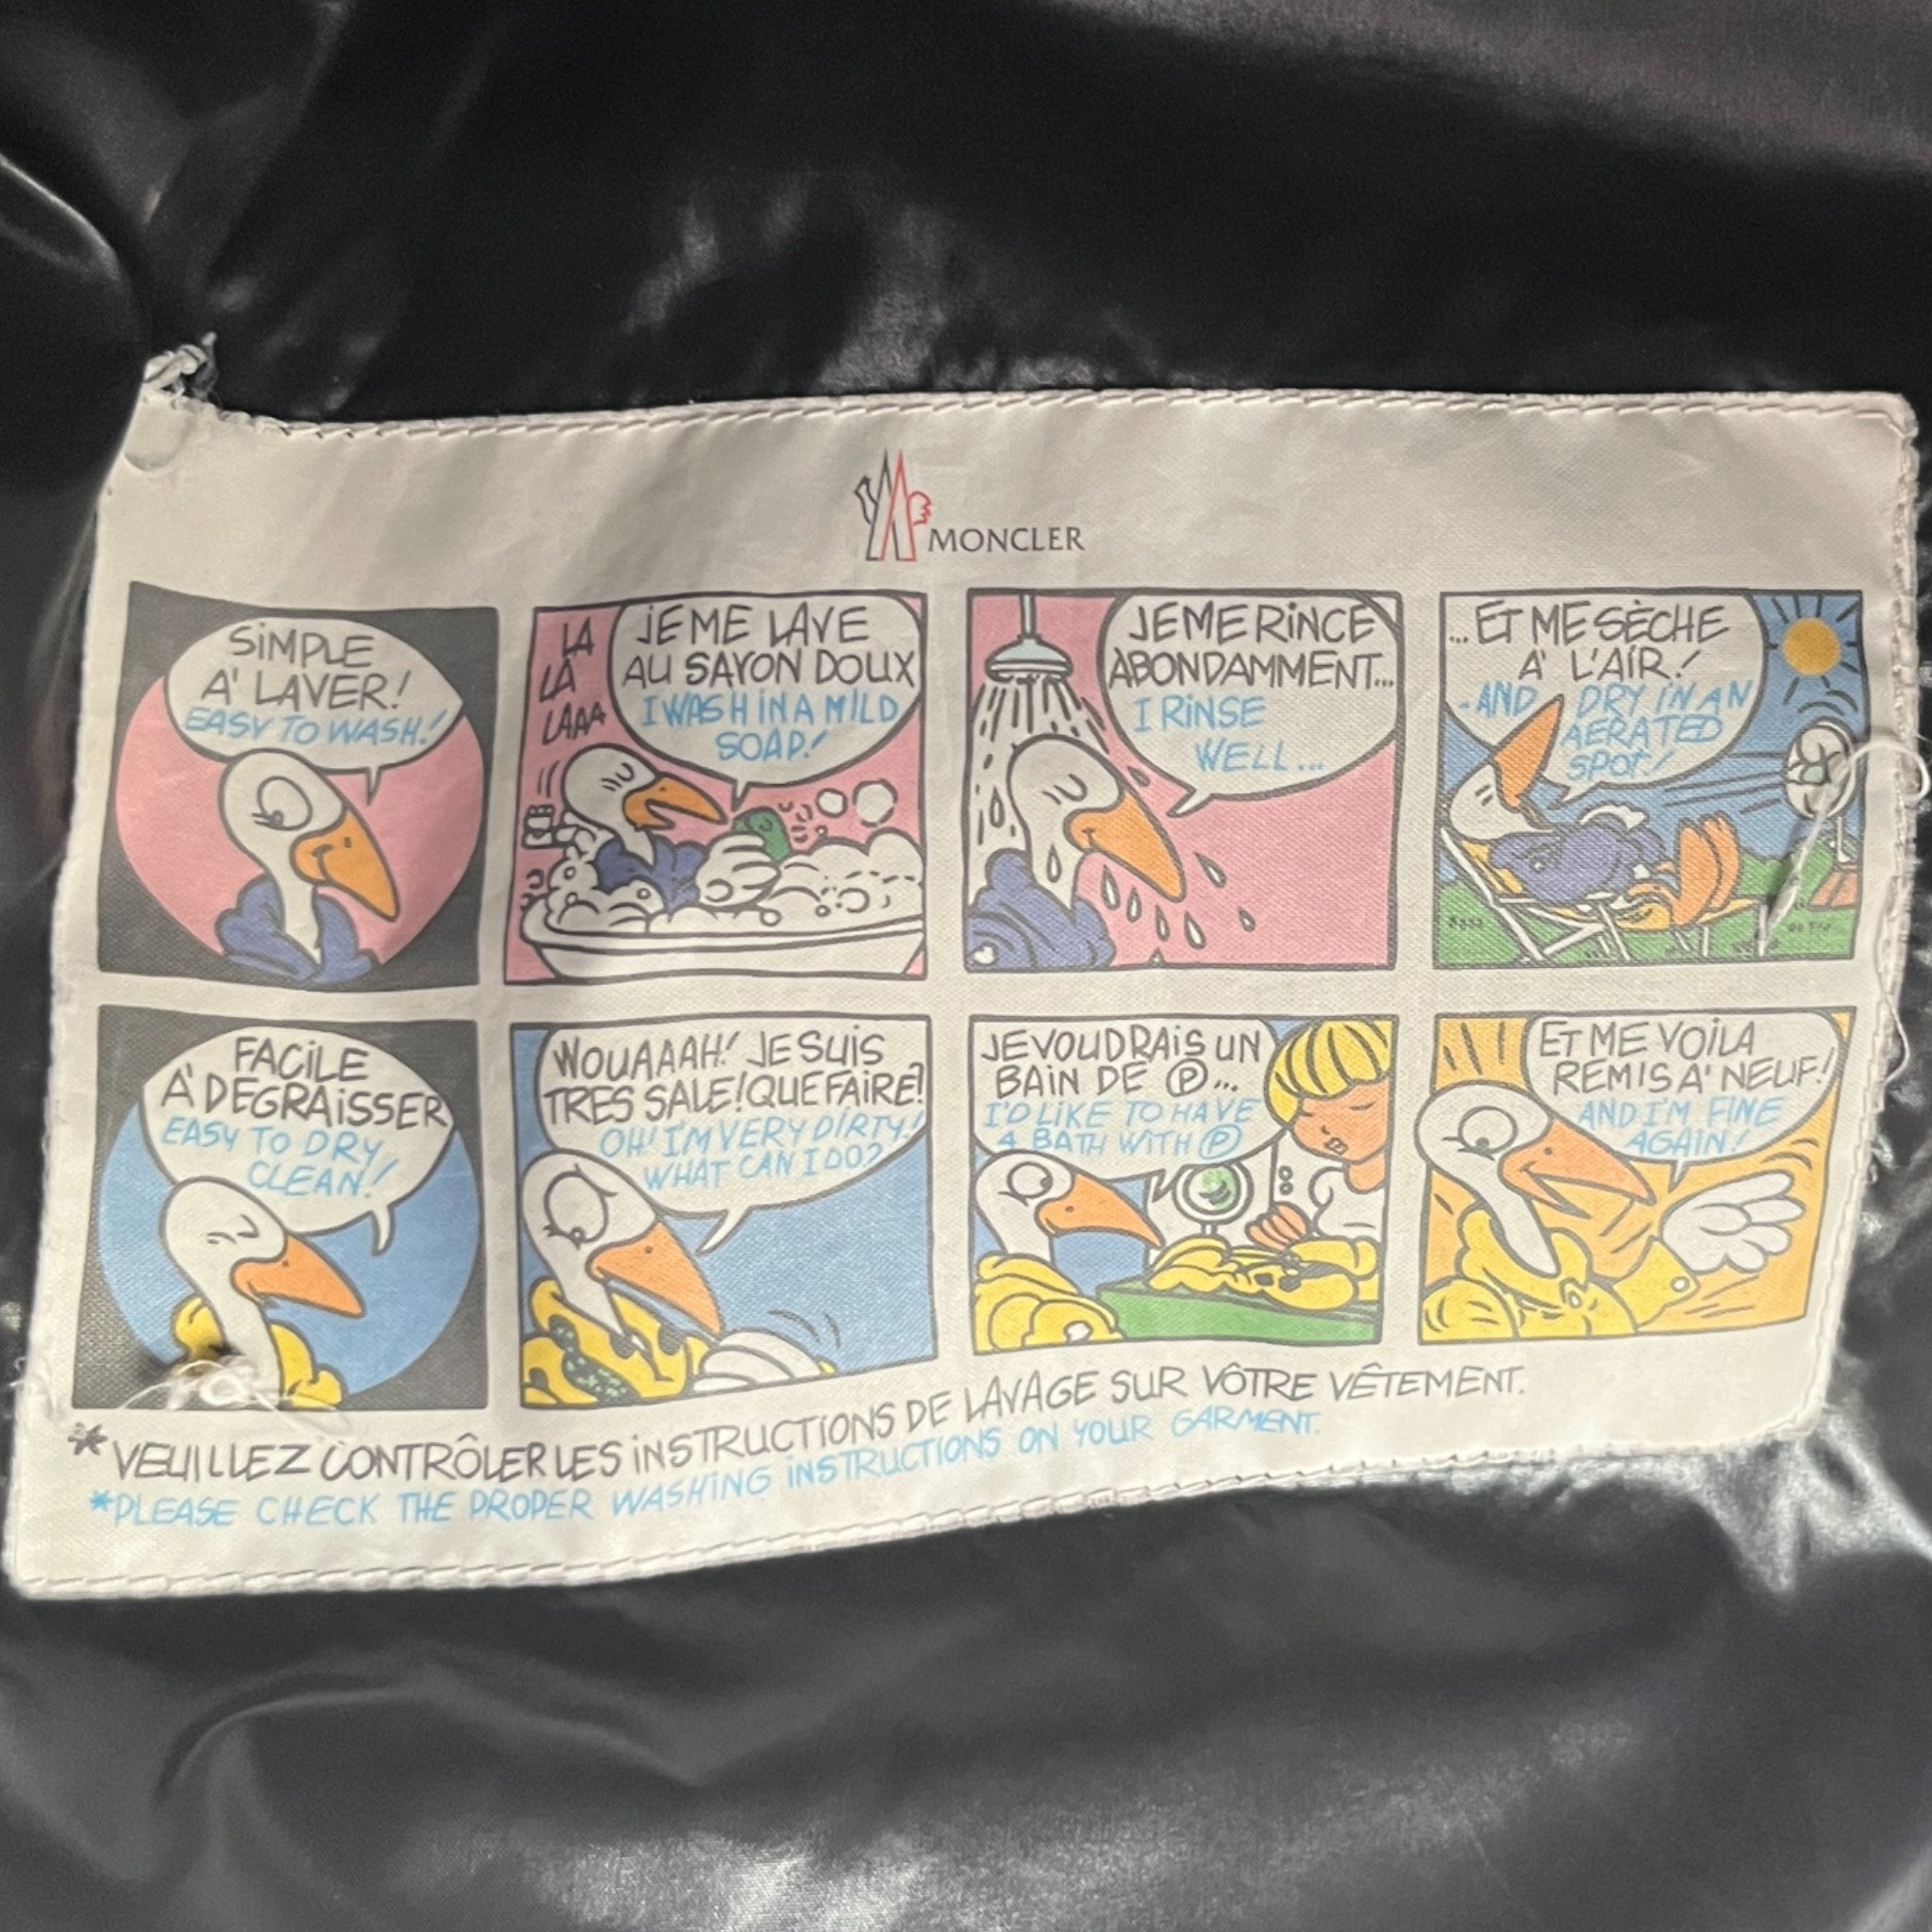 MONCLER
SIMPLE
A' LAVER!
EASY TO WASH!
LA
LA
LAAA
JE ME LAVE
AU SAVON DOUX
I WASH IN A MILD
SOAP!
JE ME RINCE
ABONDAMMENT...
I RINSE
WELL...
...ET ME SÈCHE
A' L'AIR!
-AND DRY IN AN
AERATED
SPOT!
FACILE
A' DEGRAISSER
EASY TO DRY
CLEAN!
WOUAAAH! JE SUIS
TRES SALE! QUE FAIRE?
OH! I'M VERY DIRTY!
WHAT CAN I DO?
JE VOUDRAIS UN
BAIN DE Ⓟ...
I'D LIKE TO HAVE
A BATH WITH Ⓟ
ET ME VOILA
REMIS A' NEUF!
AND I'M FINE
AGAIN!
*VEUILLEZ CONTRÔLER LES INSTRUCTIONS DE LAVAGE SUR VÔTRE VÊTEMENT.
*PLEASE CHECK THE PROPER WASHING INSTRUCTIONS ON YOUR GARMENT.